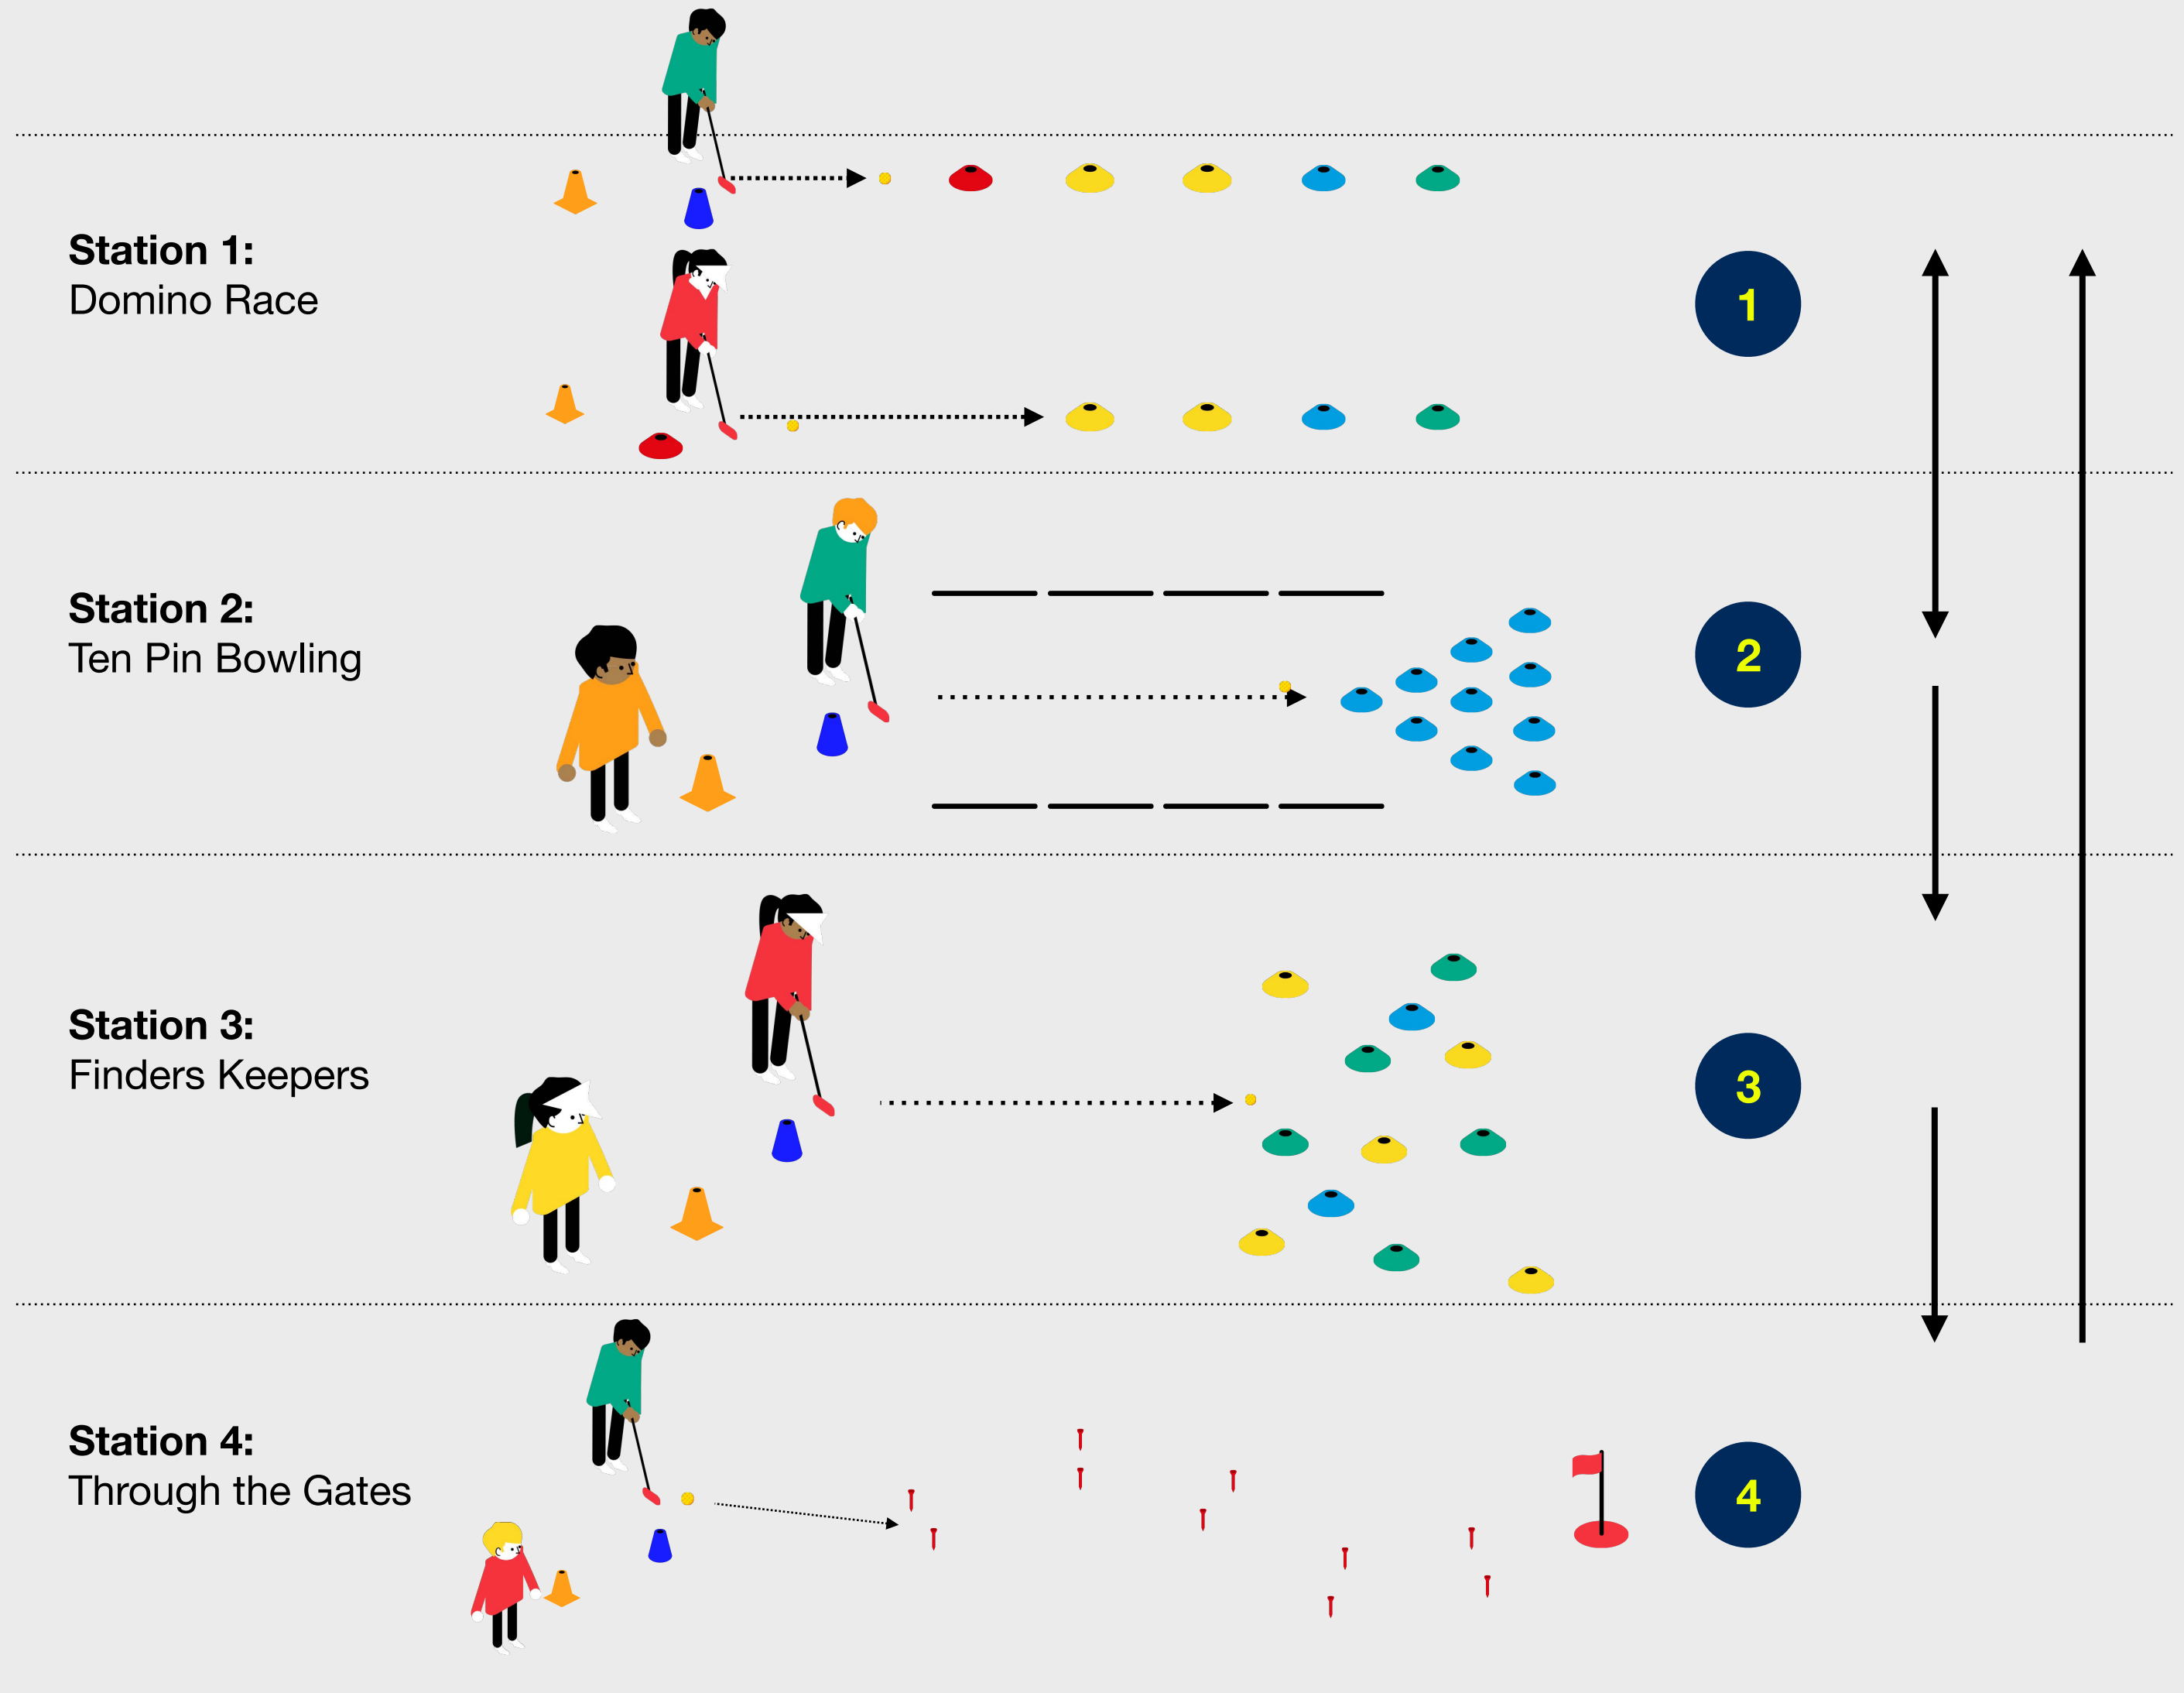 Station 1:
Domino Race
1
Station 2:
Ten Pin Bowling
2
Station 3:
Finders Keepers
3
Station 4:
Through the Gates
4